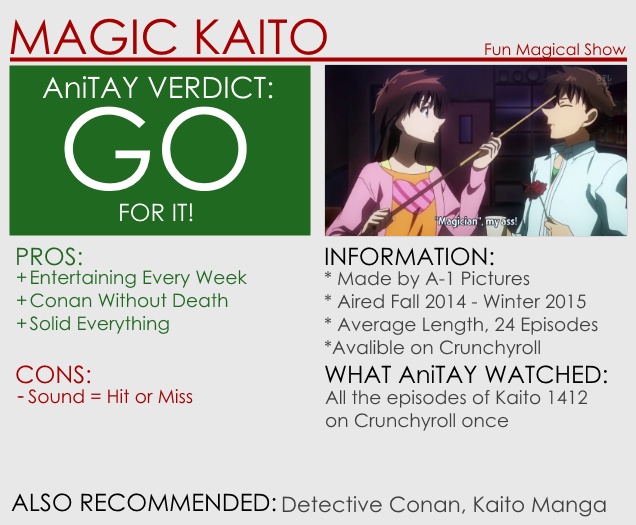 MAGIC KAITO
Fun Magical Show
AniTAY VERDICT:
GO
FOR IT!
"Magician", my ass!
PROS:
+Entertaining Every Week
+Conan Without Death
+Solid Everything
CONS:
- Sound = Hit or Miss
INFORMATION:
* Made by A-1 Pictures
* Aired Fall 2014 - Winter 2015
* Average Length, 24 Episodes
*Avalible on Crunchyroll
WHAT AniTAY WATCHED:
All the episodes of Kaito 1412
on Crunchyroll once
ALSO RECOMMENDED: Detective Conan, Kaito Manga